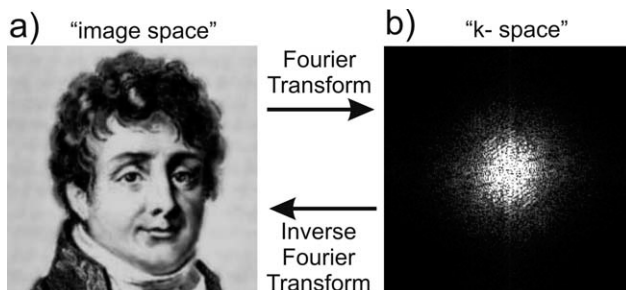 a) "image space"
Fourier
Transform
b) "k- space"
Inverse
Fourier
Transform